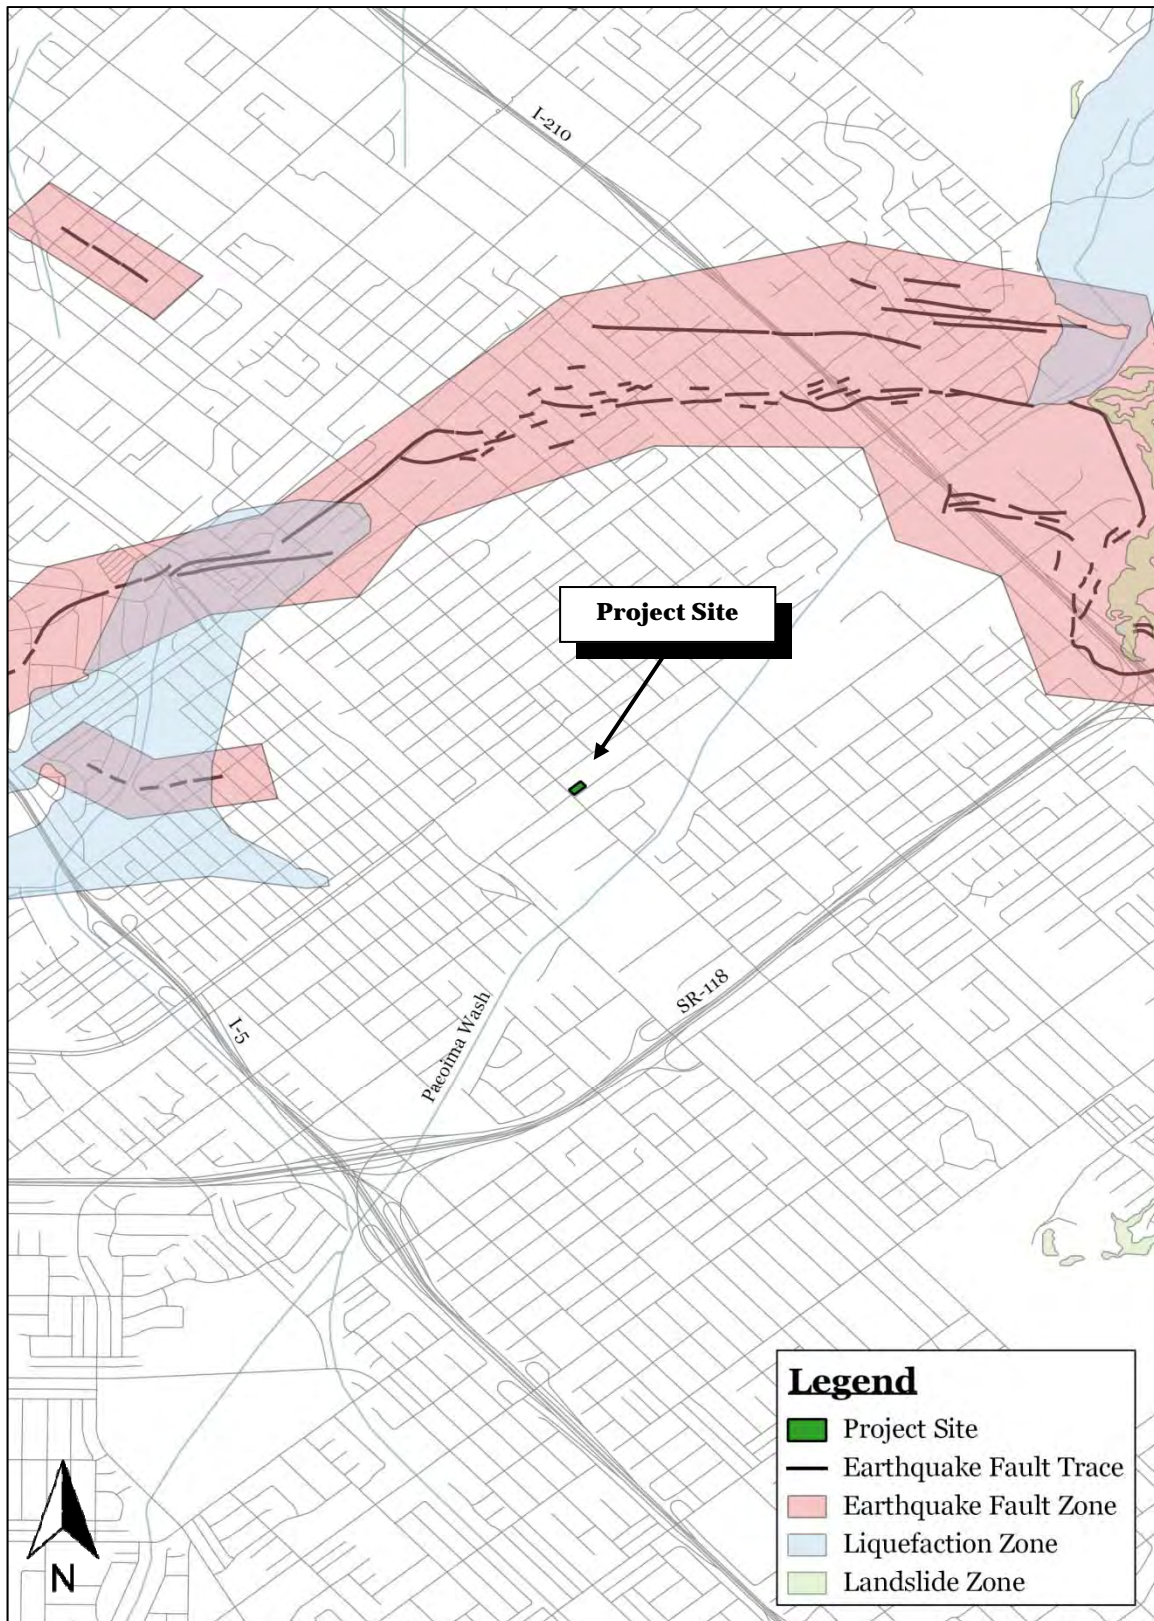 I-210
Project Site
SR-118
Pacoima Wash
I-5
Legend
Project Site
Earthquake Fault Trace
Earthquake Fault Zone
Liquefaction Zone
Landslide Zone
N